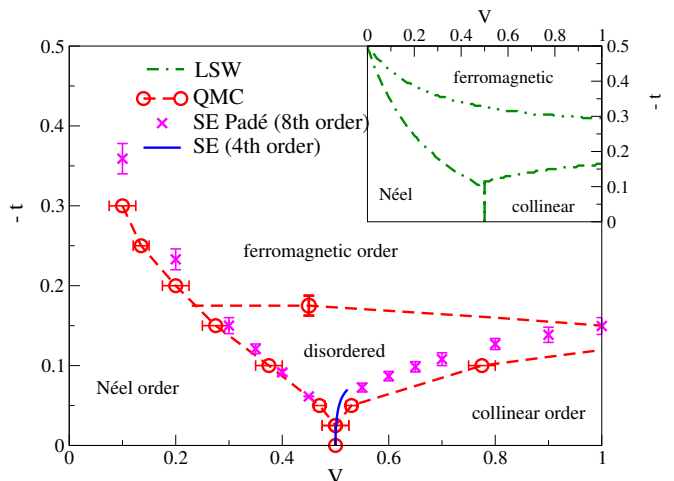 V
0 0.2 0.4 0.6 0.8 1
-0.5
0.5
LSW
QMC
SE Padé (8th order)
SE (4th order)
ferromagnetic
0.4
0.3
- t
0.2
0.1
0
Néel
collinear
-0.4
- t
-0.3
0.2
0.1
0
ferromagnetic order
disordered
Néel order
collinear order
0 0.2 0.4 0.6 0.8 1
V